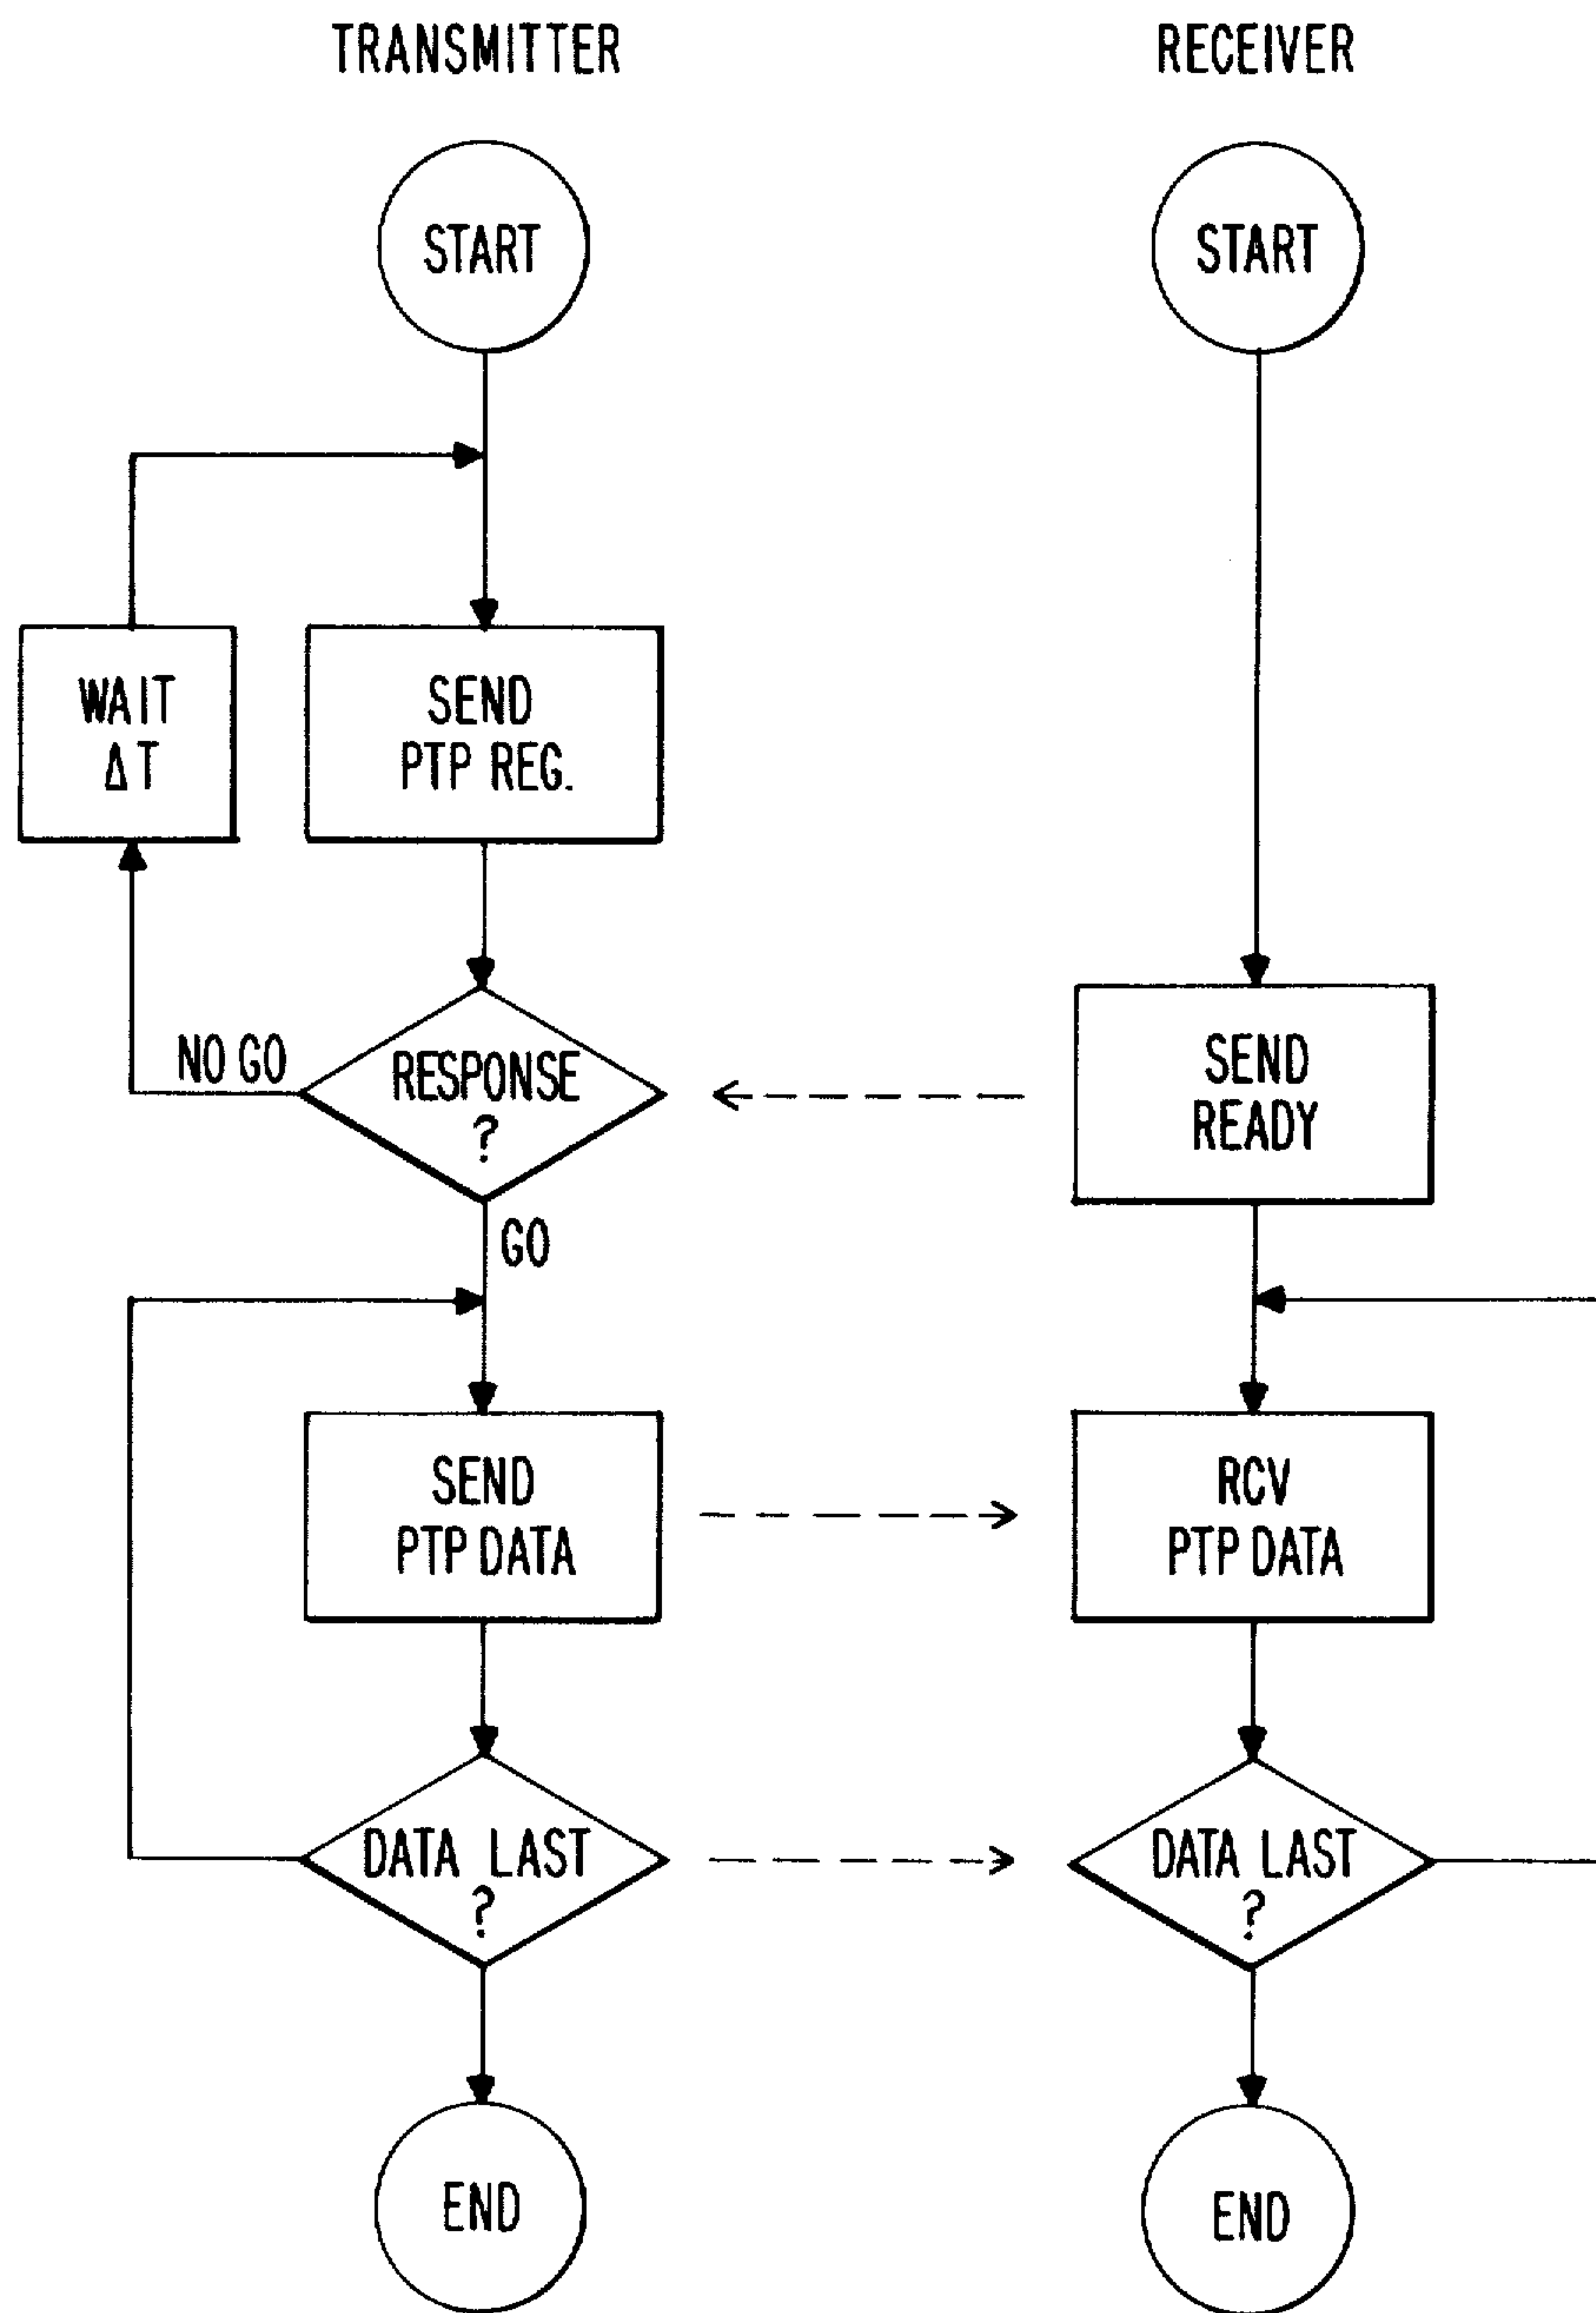 TRANSMITTER
RECEIVER
START
START
WAIT
ΔT
SEND
PTP REG.
NO GO
RESPONSE
?
SEND
READY
GO
SEND
PTP DATA
RCV
PTP DATA
DATA LAST
?
DATA LAST
?
END
END